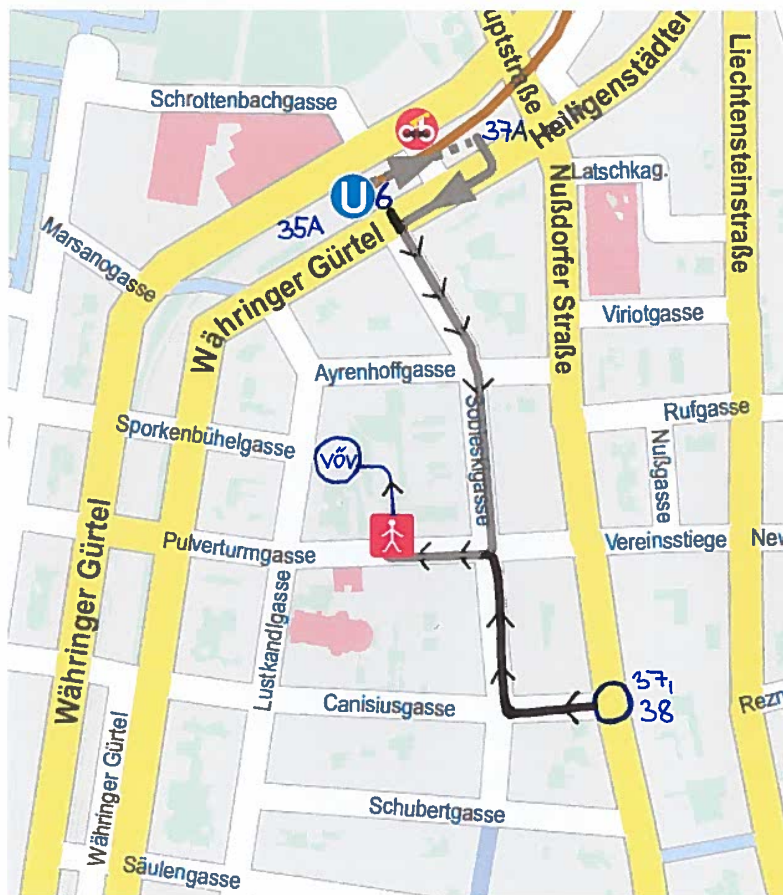 uptstraße
Heiligenstädter
Liechtensteinstraße
Schrottenbachgasse
37A
Latschkag.
U
6
35A
Nußdorfer Straße
Marsanogasse
Währinger Gürtel
Viriotgasse
Ayrenhoffgasse
Sobieskigasse
Rufgasse
Sporkenbühelgasse
VÖV
Nußgasse
Pulverturmgasse
Vereinsstiege
New
Währinger Gürtel
Lustkandlgasse
37,
38
Canisiusgasse
Rezn
Währinger Gürtel
Schubertgasse
Säulengasse